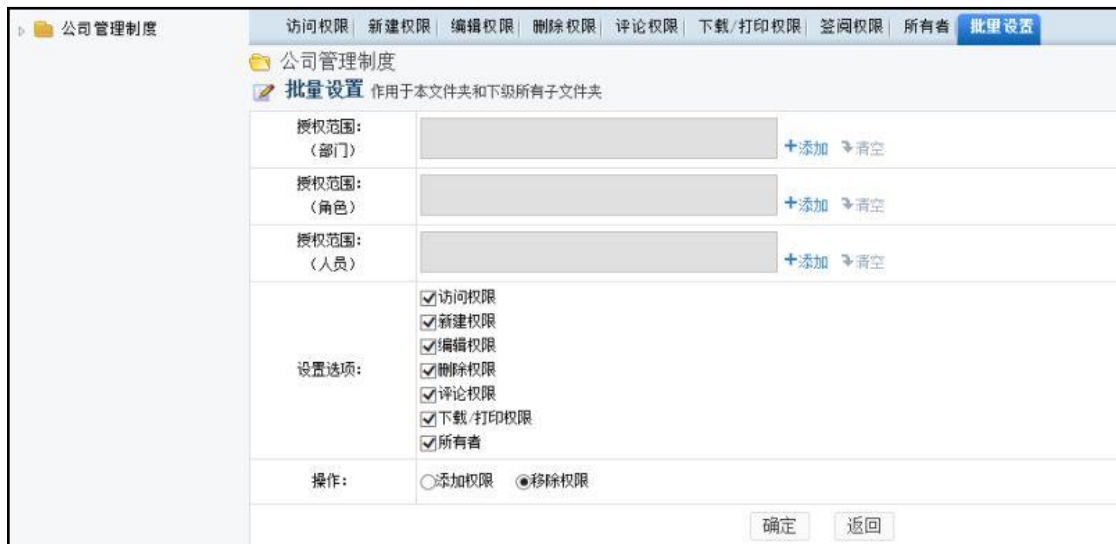 公司管理制度
访问权限 新建权限 编辑权限 删除权限 评论权限 下载/打印权限 签阅权限 所有者 批量设置
公司管理制度
批量设置 作用于本文件夹和下级所有子文件夹
授权范围：
（部门）
+添加 清空
授权范围：
（角色）
+添加 清空
授权范围：
（人员）
+添加 清空
设置选项：
访问权限
新建权限
编辑权限
删除权限
评论权限
下载/打印权限
所有者
操作： 添加权限 移除权限
确定 返回